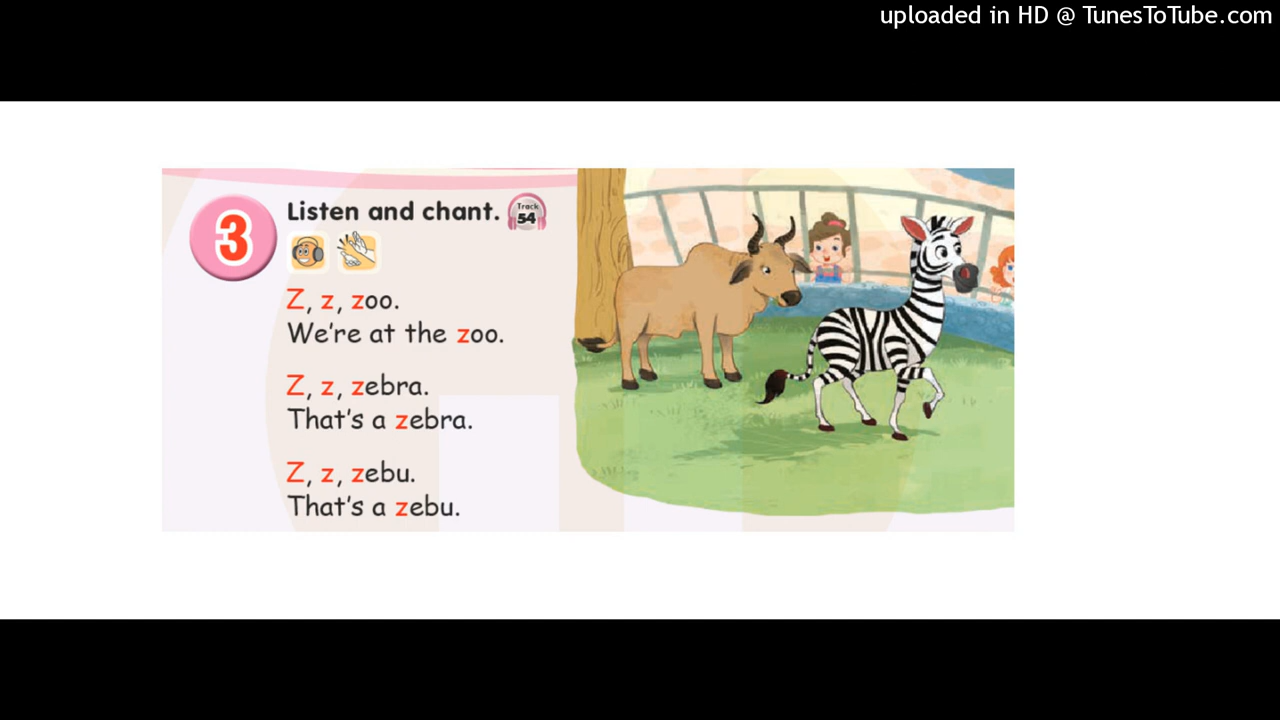 uploaded in HD @ TunesToTube.com
3
Listen and chant.
Track
54
Z, z, zoo.
We're at the zoo.
Z, z, zebra.
That's a zebra.
Z, z, zebu.
That's a zebu.